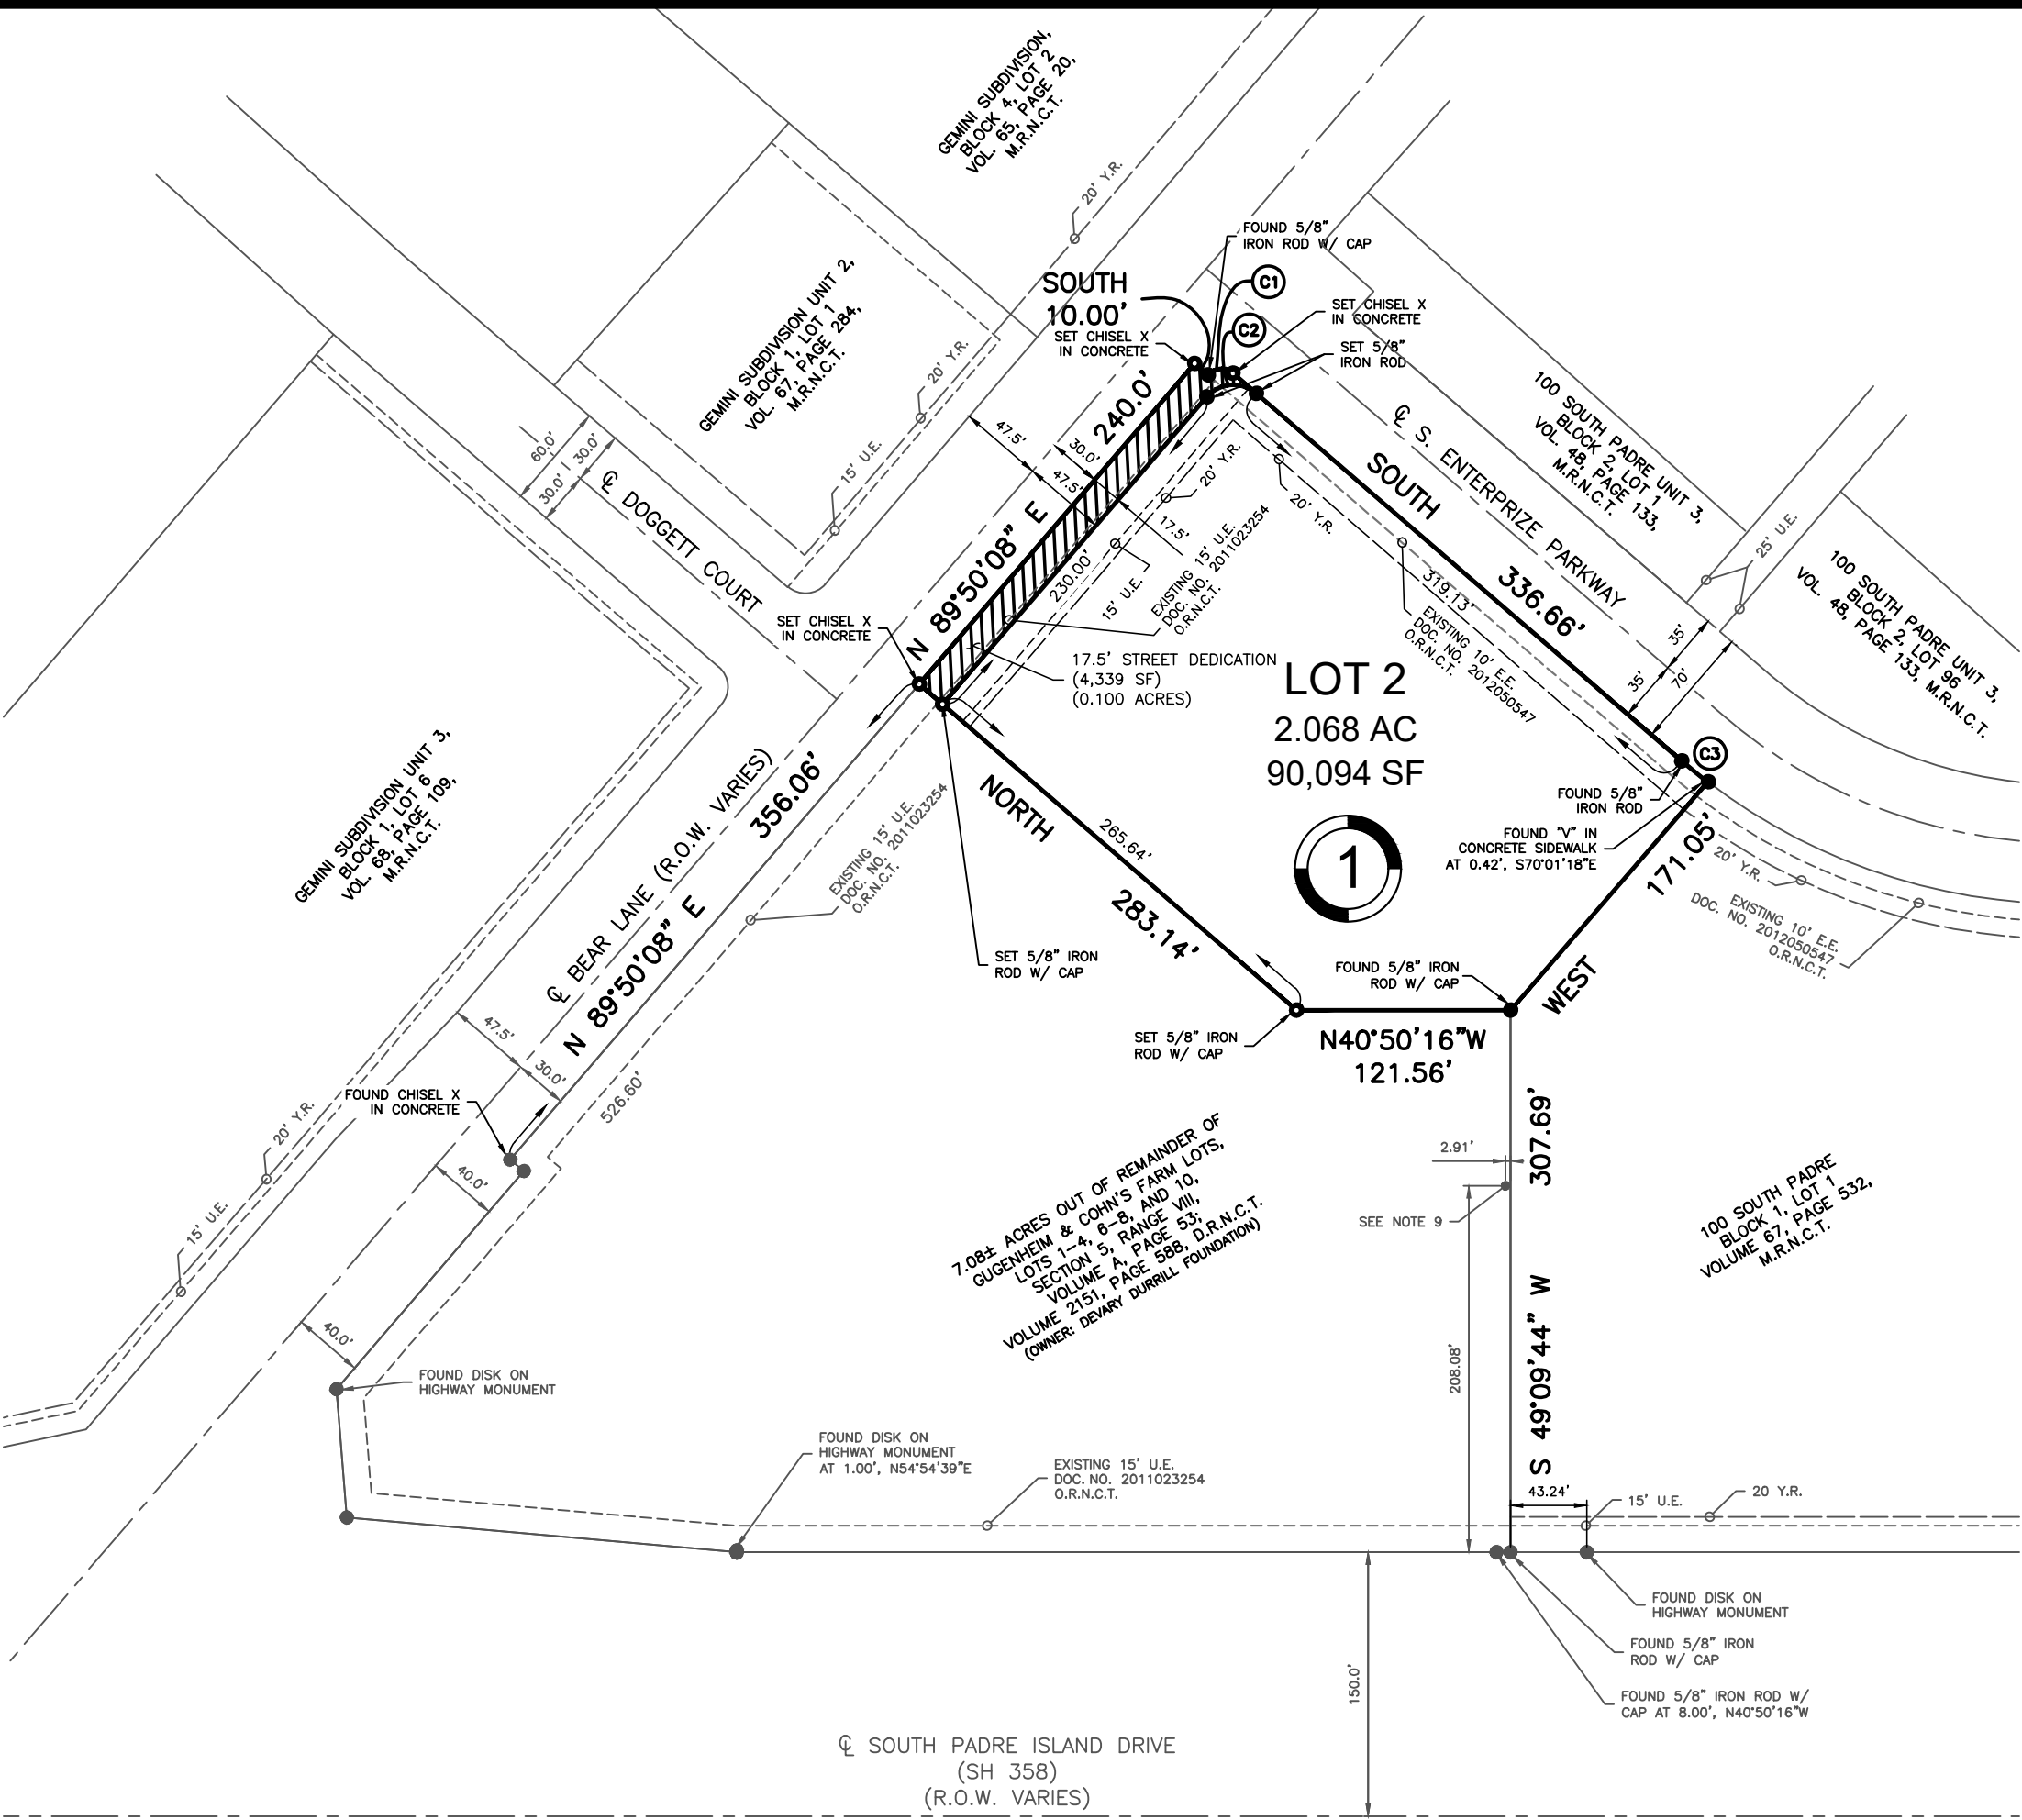 GEMINI SUBDIVISION,
BLOCK 4, LOT 2
VOL. 65, PAGE 20,
M.R.N.C.T.
20' Y.R.
GEMINI SUBDIVISION UNIT 2,
BLOCK 1, LOT 1
VOL. 67, PAGE 284,
M.R.N.C.T.
20' Y.R.
15' U.E.
FOUND 5/8"
IRON ROD W/ CAP
C1
SOUTH
10.00'
SET CHISEL X
IN CONCRETE
C2
SET CHISEL X
IN CONCRETE
SET 5/8"
IRON ROD
100 SOUTH PADRE UNIT 3,
BLOCK 2, LOT 1
VOL. 48, PAGE 133,
M.R.N.C.T.
25' U.E.
100 SOUTH PADRE UNIT 3,
BLOCK 2, LOT 96
VOL. 48, PAGE 133, M.R.N.C.T.
℄ S. ENTERPRIZE PARKWAY
SOUTH
336.66'
319.13'
20' Y.R.
EXISTING 10' E.E.
DOC. NO. 2012050547
O.R.N.C.T.
35'
35'
70'
60.0'
30.0'
30.0'
℄ DOGGETT COURT
47.5'
30.0'
47.5'
N 89°50'08" E
240.0'
20' Y.R.
17.5'
15' U.E.
230.00'
EXISTING 15' U.E.
DOC. NO. 2011023254
O.R.N.C.T.
SET CHISEL X
IN CONCRETE
17.5' STREET DEDICATION
(4,339 SF)
(0.100 ACRES)
LOT 2
2.068 AC
90,094 SF
1
C3
FOUND 5/8"
IRON ROD
FOUND "V" IN
CONCRETE SIDEWALK
AT 0.42', S70°01'18"E
171.05'
WEST
20' Y.R.
EXISTING 10' E.E.
DOC. NO. 2012050547
O.R.N.C.T.
GEMINI SUBDIVISION UNIT 3,
BLOCK 1, LOT 6
VOL. 68, PAGE 109,
M.R.N.C.T.
℄ BEAR LANE (R.O.W. VARIES)
N 89°50'08" E
356.06'
EXISTING 15' U.E.
DOC. NO. 2011023254
O.R.N.C.T.
NORTH
265.64'
283.14'
SET 5/8" IRON
ROD W/ CAP
FOUND 5/8" IRON
ROD W/ CAP
SET 5/8" IRON
ROD W/ CAP
N40°50'16"W
121.56'
47.5'
30.0'
FOUND CHISEL X
IN CONCRETE
526.60'
20' Y.R.
15' U.E.
40.0'
40.0'
7.08± ACRES OUT OF REMAINDER OF
GUGENHEIM & COHN'S FARM LOTS,
LOTS 1-4, 6-8, AND 10,
SECTION 5, RANGE VIII,
VOLUME A, PAGE 53;
VOLUME 2151, PAGE 588, D.R.N.C.T.
(OWNER: DEVARY DURRILL FOUNDATION)
2.91'
SEE NOTE 9
208.08'
S 49°09'44" W
307.69'
100 SOUTH PADRE
BLOCK 1, LOT 1
VOLUME 67, PAGE 532,
M.R.N.C.T.
FOUND DISK ON
HIGHWAY MONUMENT
FOUND DISK ON
HIGHWAY MONUMENT
AT 1.00', N54°54'39"E
EXISTING 15' U.E.
DOC. NO. 2011023254
O.R.N.C.T.
43.24'
15' U.E.
20 Y.R.
FOUND DISK ON
HIGHWAY MONUMENT
FOUND 5/8" IRON
ROD W/ CAP
FOUND 5/8" IRON ROD W/
CAP AT 8.00', N40°50'16"W
150.0'
℄ SOUTH PADRE ISLAND DRIVE
(SH 358)
(R.O.W. VARIES)